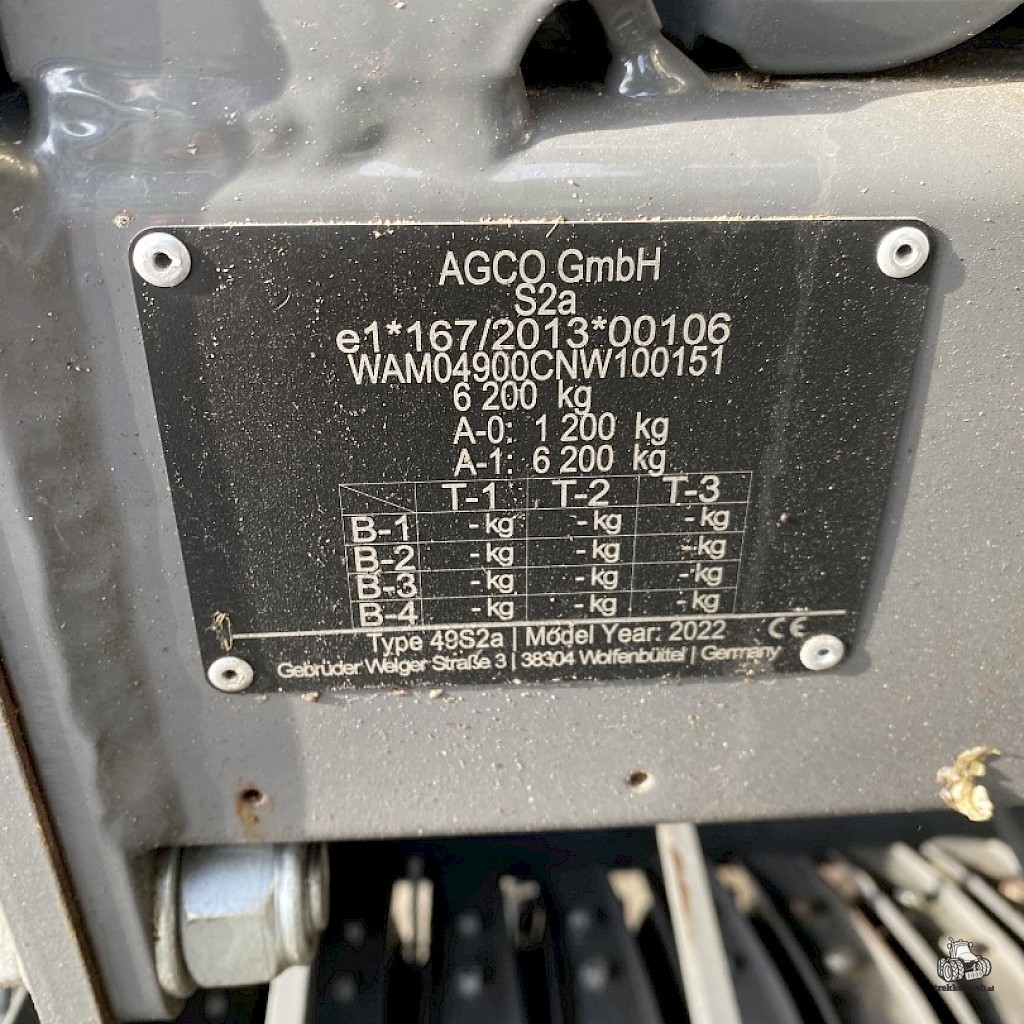 AGCO GmbH
S2a
e1*167/2013*00106
WAM04900CNW100151
6 200 kg
A-0: 1 200 kg
A-1: 6 200 kg
T-1 T-2 T-3
B-1 - kg - kg - kg
B-2 - kg - kg - kg
B-3 - kg - kg - kg
B-4 - kg - kg - kg
Type 49S2a | Model Year: 2022 CE
Gebrüder Welger Straße 3 | 38304 Wolfenbüttel | Germany